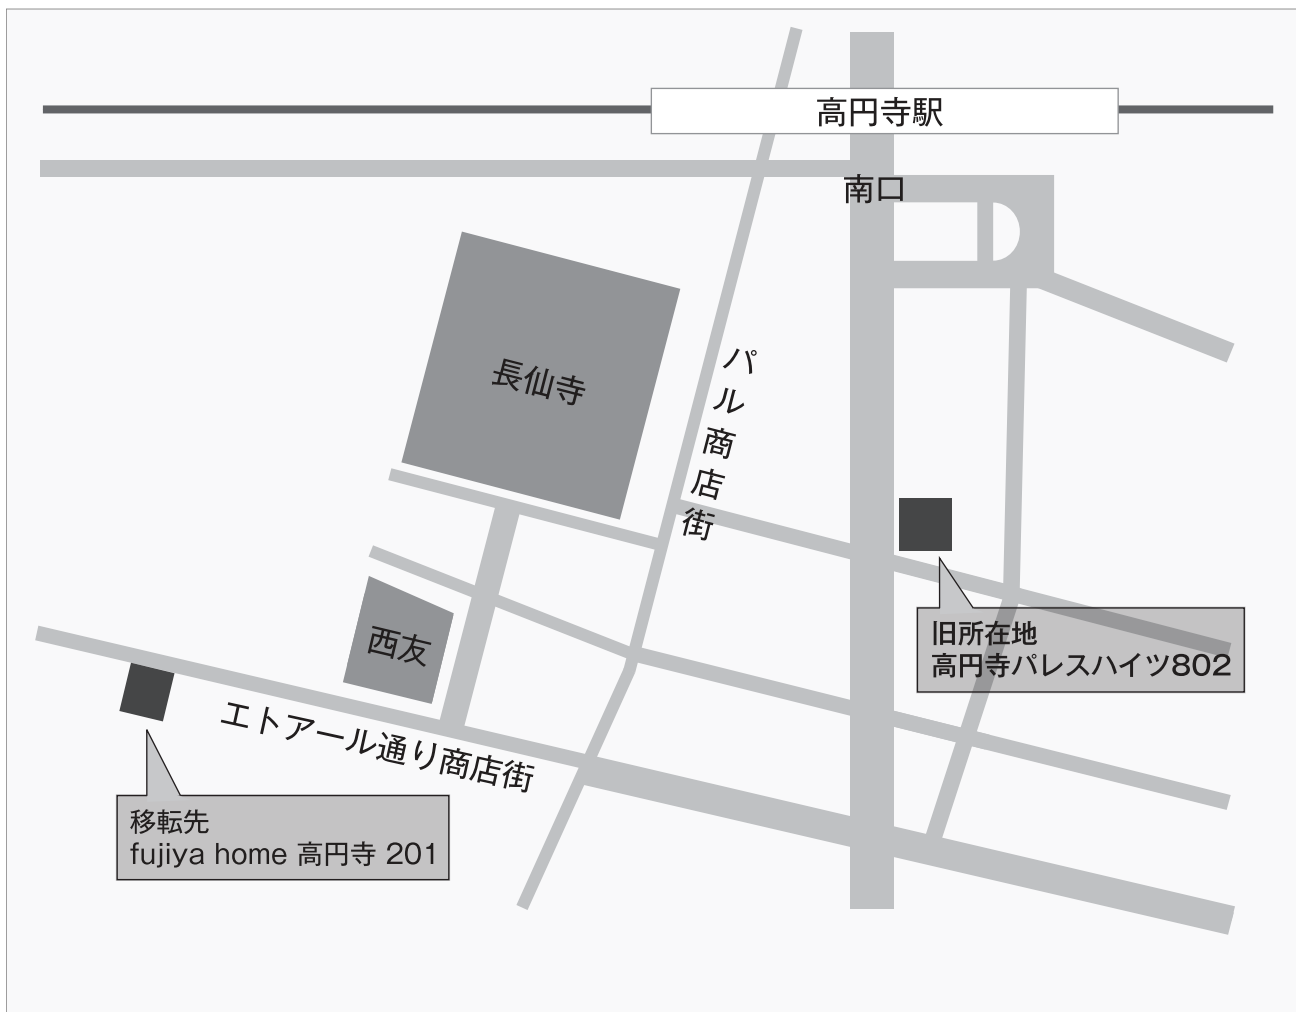 高円寺駅
南口
長仙寺
パル商店街
西友
旧所在地
高円寺パレスハイツ802
エトアール通り商店街
移転先
fujiya home 高円寺 201